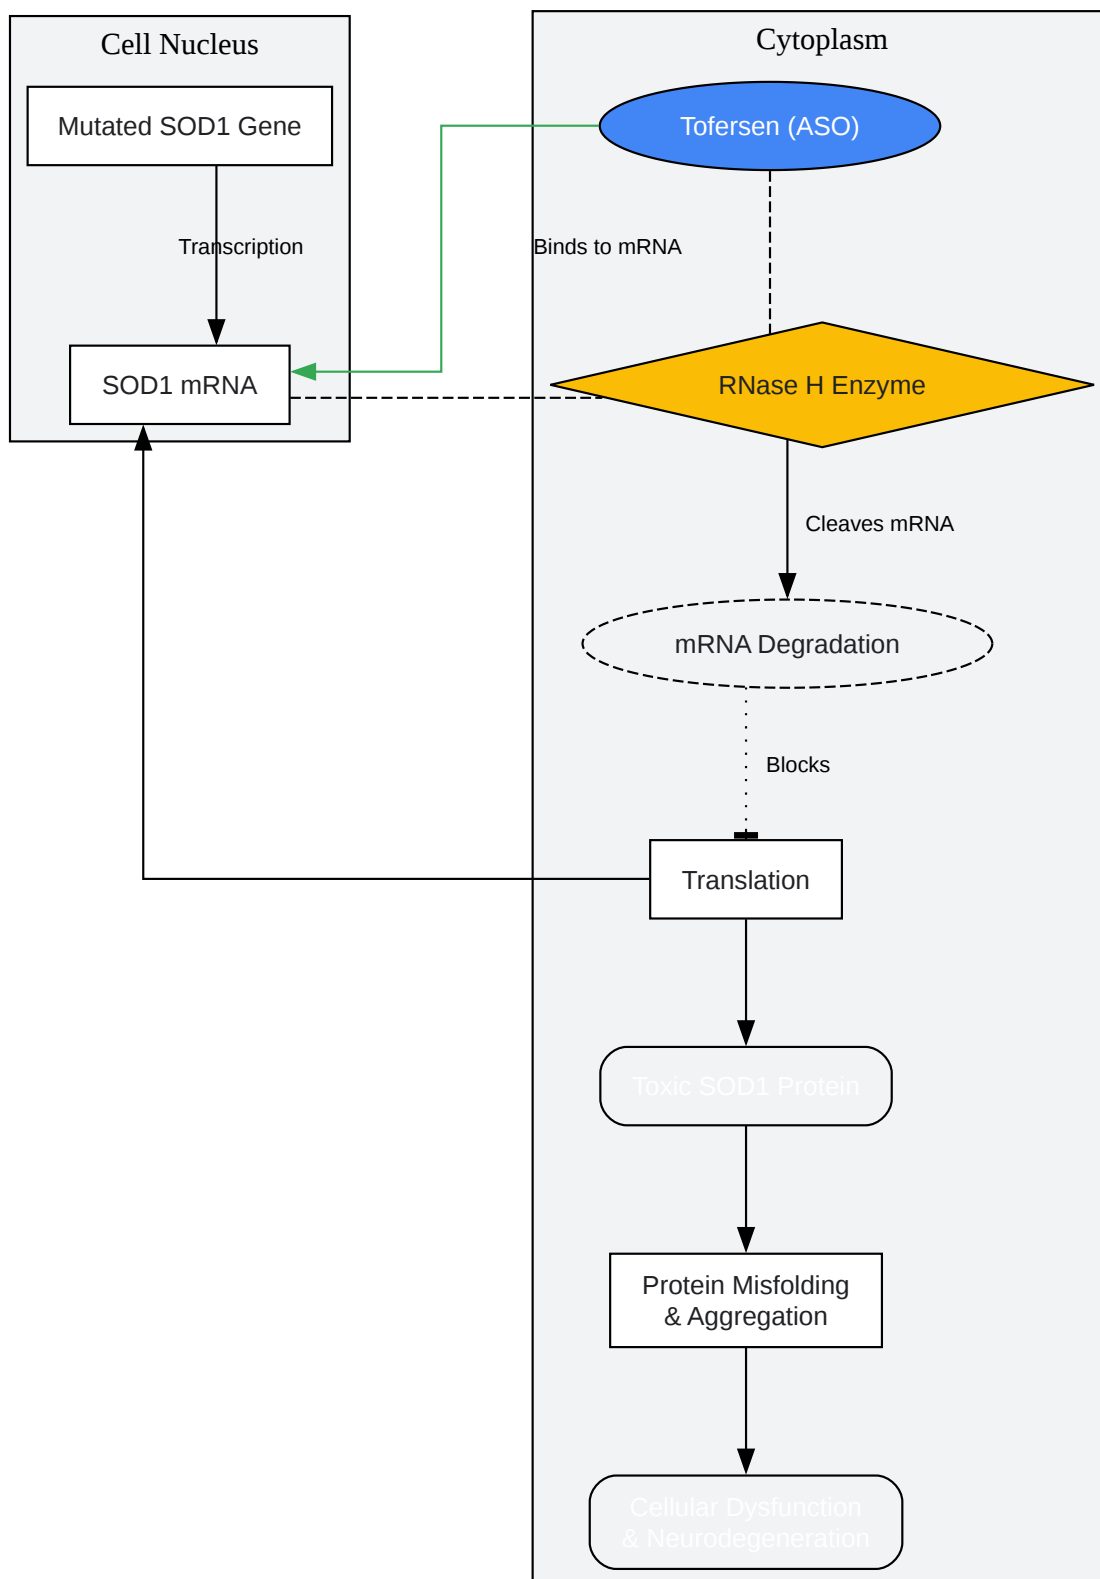 Cell Nucleus
Mutated SOD1 Gene
Transcription
SOD1 mRNA
Cytoplasm
Tofersen (ASO)
Binds to mRNA
RNase H Enzyme
Cleaves mRNA
mRNA Degradation
Blocks
Translation
Toxic SOD1 Protein
Protein Misfolding
& Aggregation
Cellular Dysfunction
& Neurodegeneration